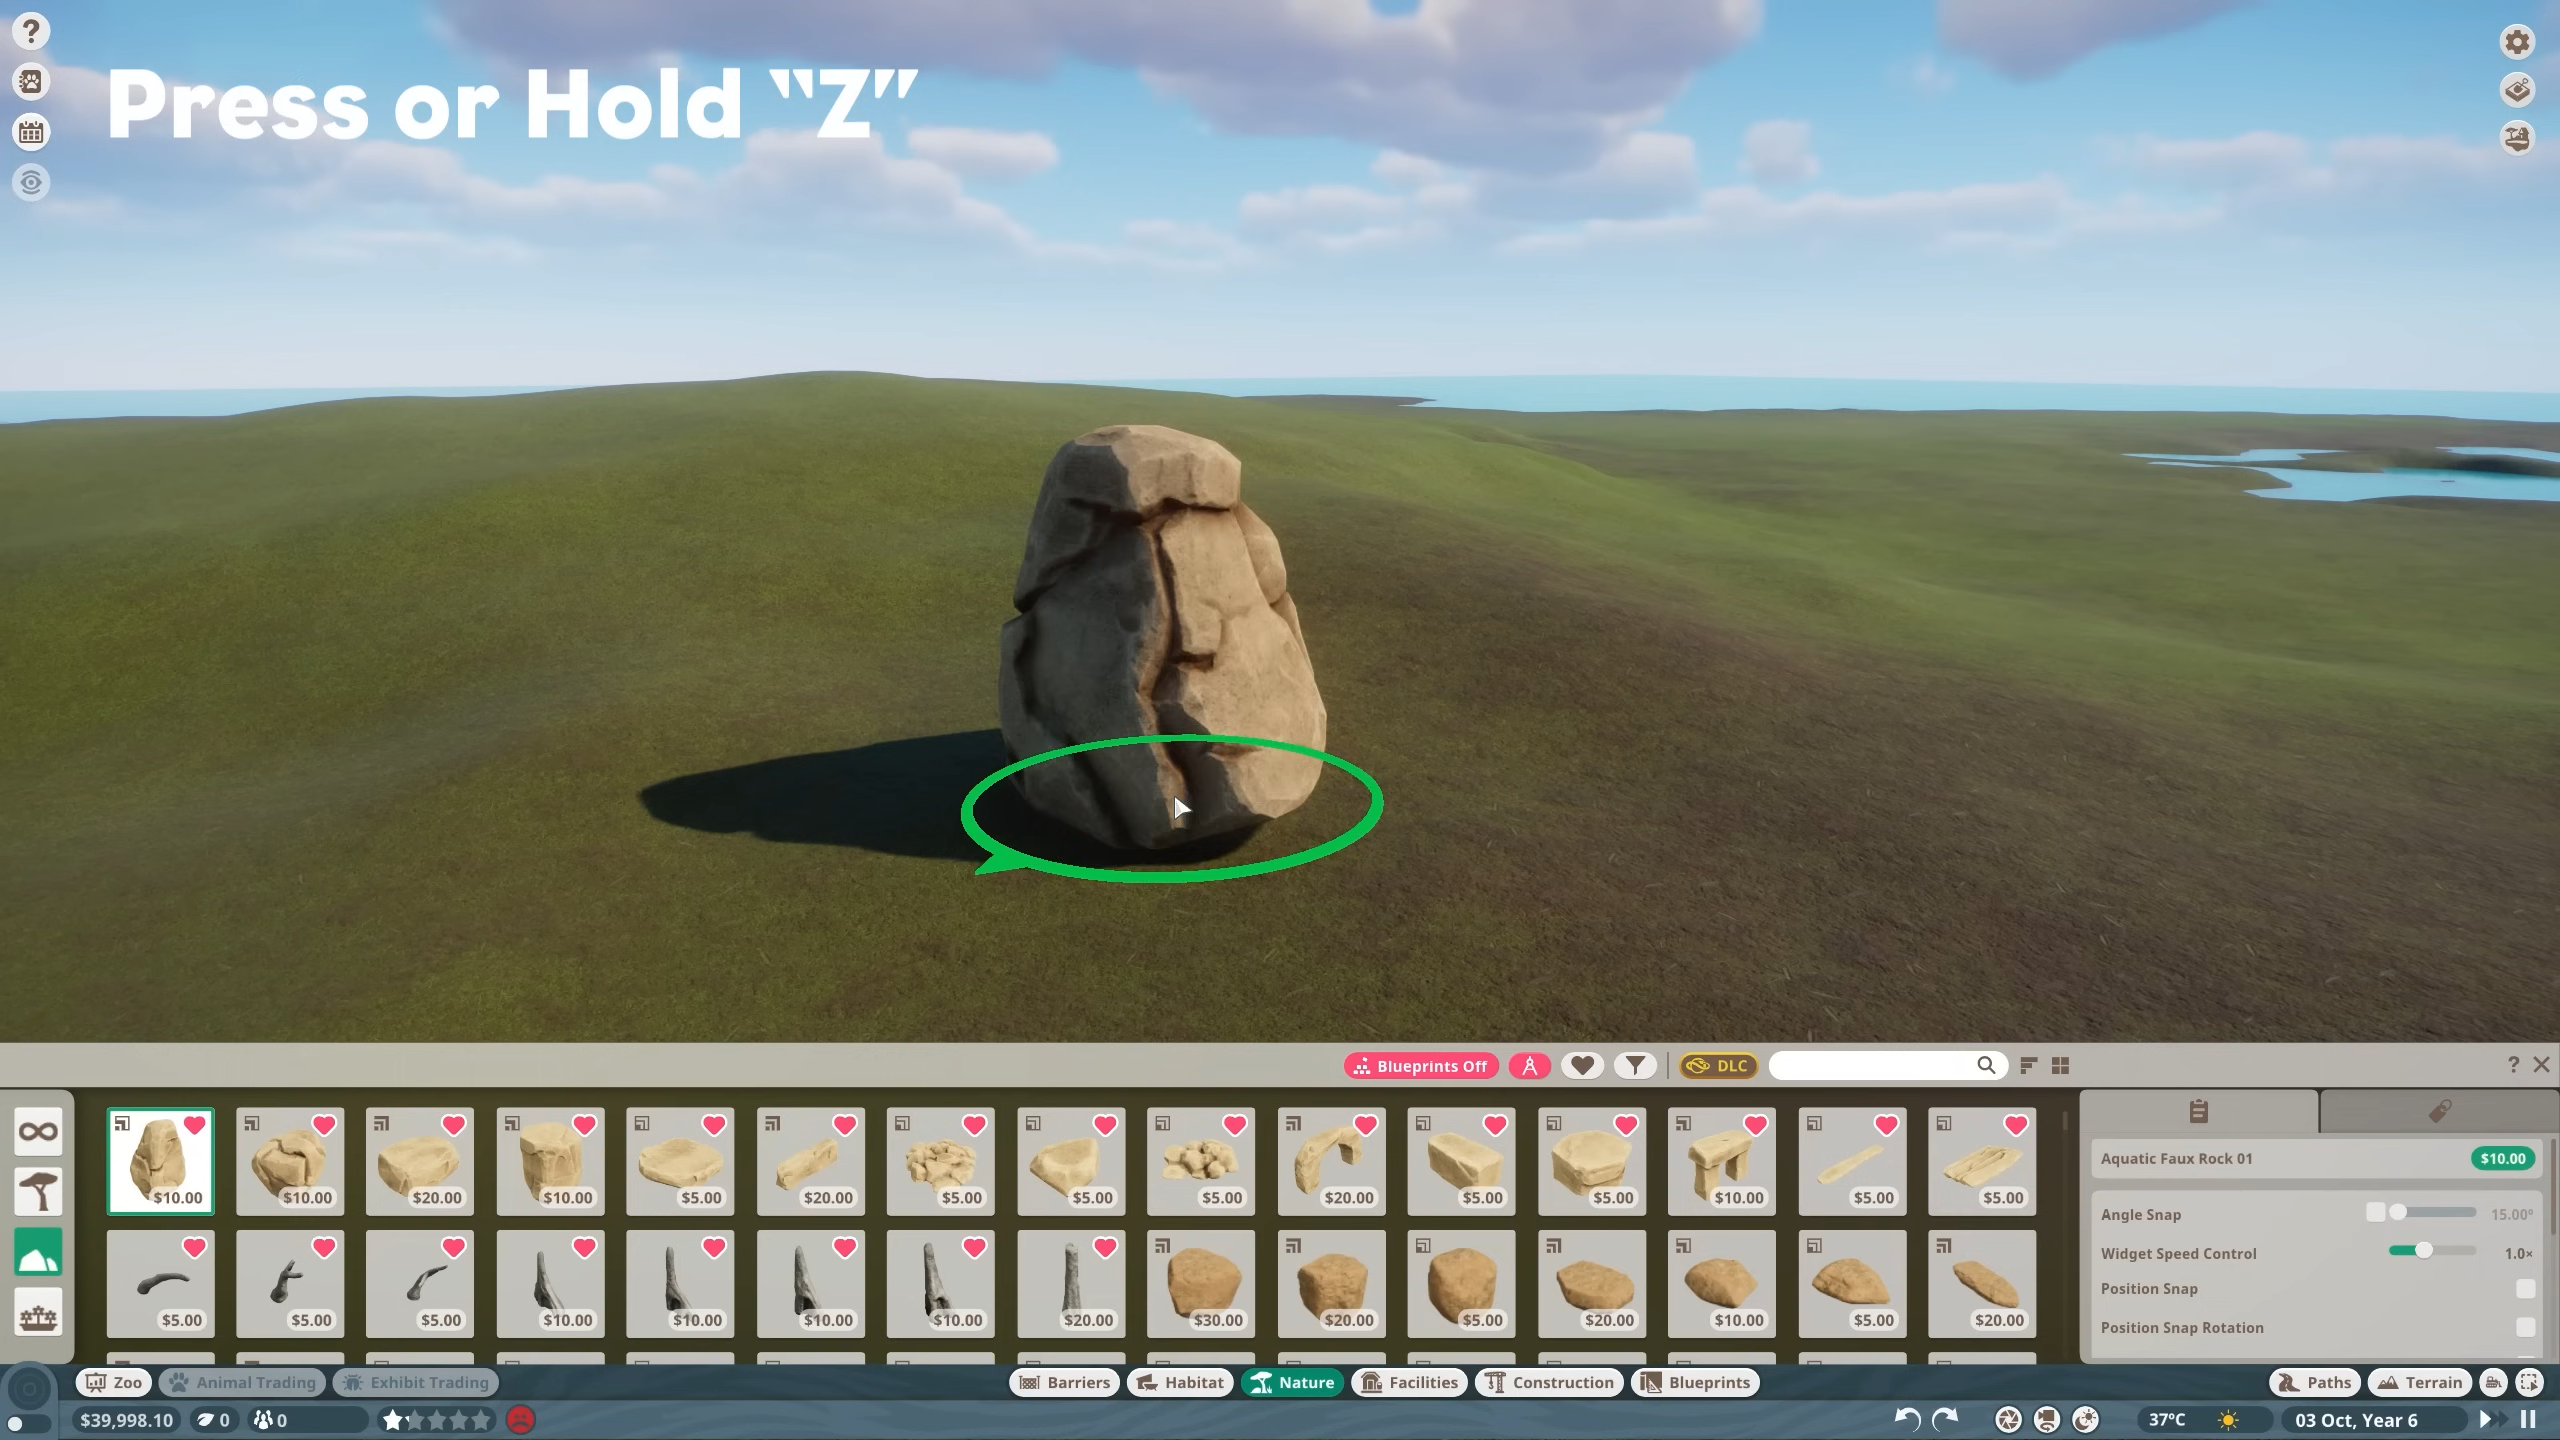 Press or Hold “Z”
Blueprints Off
DLC
$10.00 $10.00 $20.00 $10.00 $5.00 $20.00 $5.00 $5.00 $5.00 $20.00 $5.00 $5.00 $10.00 $5.00 $5.00
$5.00 $5.00 $5.00 $10.00 $10.00 $10.00 $10.00 $20.00 $30.00 $20.00 $5.00 $20.00 $10.00 $5.00 $20.00
Aquatic Faux Rock 01 $10.00
Angle Snap 15.00°
Widget Speed Control 1.0×
Position Snap
Position Snap Rotation
Zoo Animal Trading Exhibit Trading Barriers Habitat Nature Facilities Construction Blueprints Paths Terrain
$39,998.10 0 0 37°C 03 Oct, Year 6